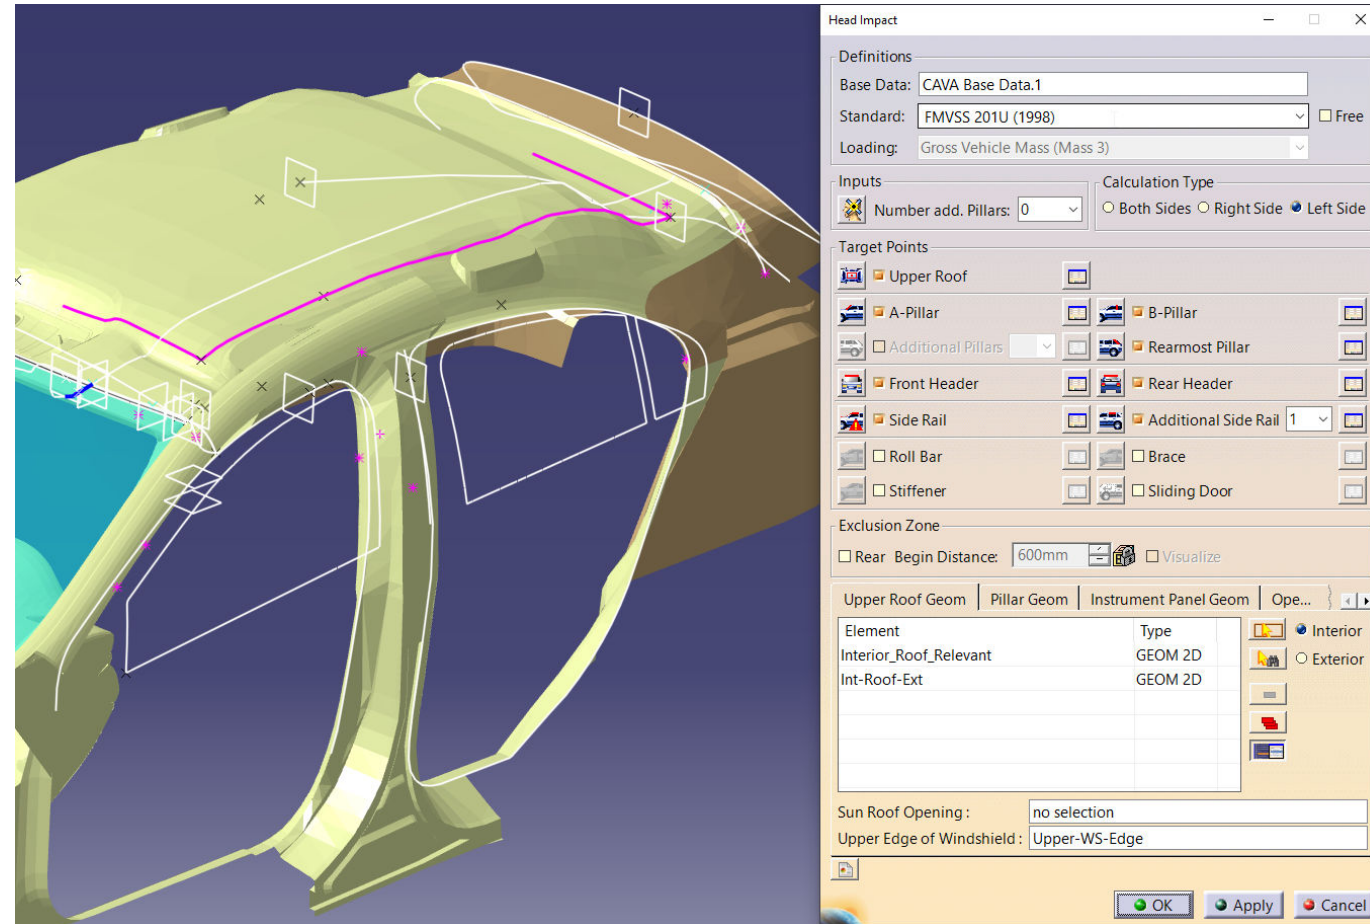 Head Impact
Definitions
Base Data: CAVA Base Data.1
Standard: FMVSS 201U (1998) Free
Loading: Gross Vehicle Mass (Mass 3)
Inputs
Number add. Pillars: 0
Calculation Type
Both Sides Right Side Left Side
Target Points
Upper Roof
A-Pillar B-Pillar
Additional Pillars Rearmost Pillar
Front Header Rear Header
Side Rail Additional Side Rail 1
Roll Bar Brace
Stiffener Sliding Door
Exclusion Zone
Rear Begin Distance: 600mm Visualize
Upper Roof Geom Pillar Geom Instrument Panel Geom Ope...
Element Type
Interior_Roof_Relevant GEOM 2D
Int-Roof-Ext GEOM 2D
Interior
Exterior
Sun Roof Opening : no selection
Upper Edge of Windshield : Upper-WS-Edge
OK Apply Cancel